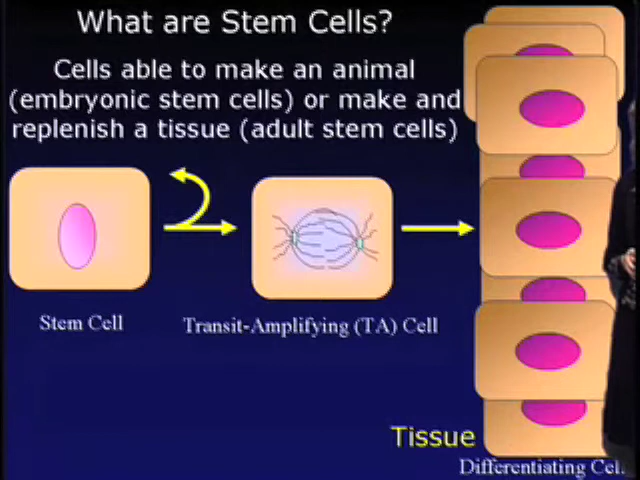 What are Stem Cells?
Cells able to make an animal
(embryonic stem cells) or make and
replenish a tissue (adult stem cells)
Stem Cell
Transit-Amplifying (TA) Cell
Tissue
Differentiating